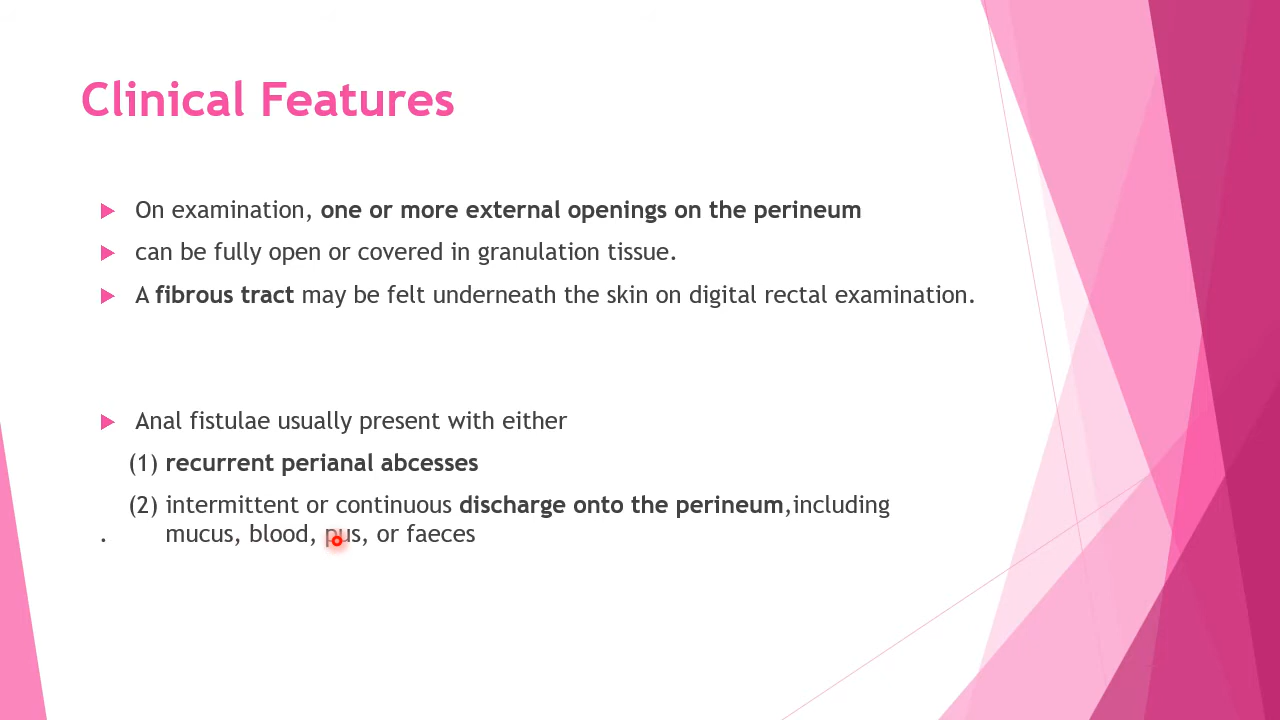 Clinical Features
On examination, one or more external openings on the perineum
can be fully open or covered in granulation tissue.
A fibrous tract may be felt underneath the skin on digital rectal examination.
Anal fistulae usually present with either
(1) recurrent perianal abcesses
(2) intermittent or continuous discharge onto the perineum,including
. mucus, blood, pus, or faeces